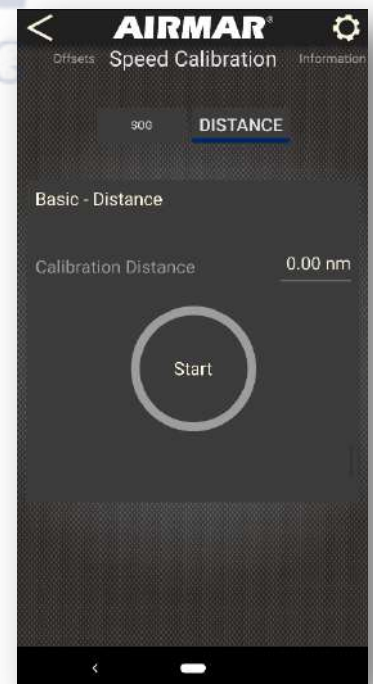 AIRMAR®
Offsets Speed Calibration Information
SOG DISTANCE
Basic - Distance
Calibration Distance 0.00 nm
Start